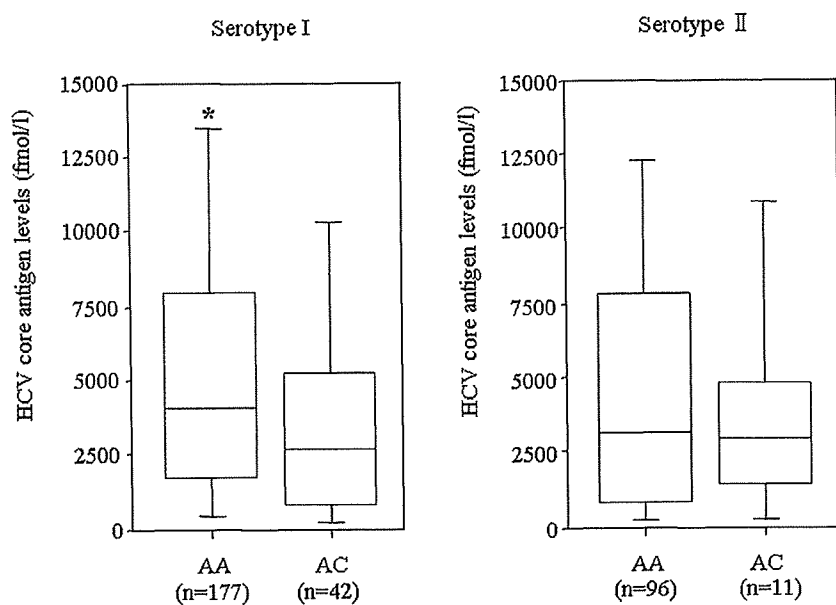 Serotype I
HCV core antigen levels (fmol/l)
15000
12500
10000
7500
5000
2500
0
*
AA
(n=177)
AC
(n=42)
Serotype Ⅱ
HCV core antigen levels (fmol/l)
15000
12500
10000
7500
5000
2500
0
AA
(n=96)
AC
(n=11)